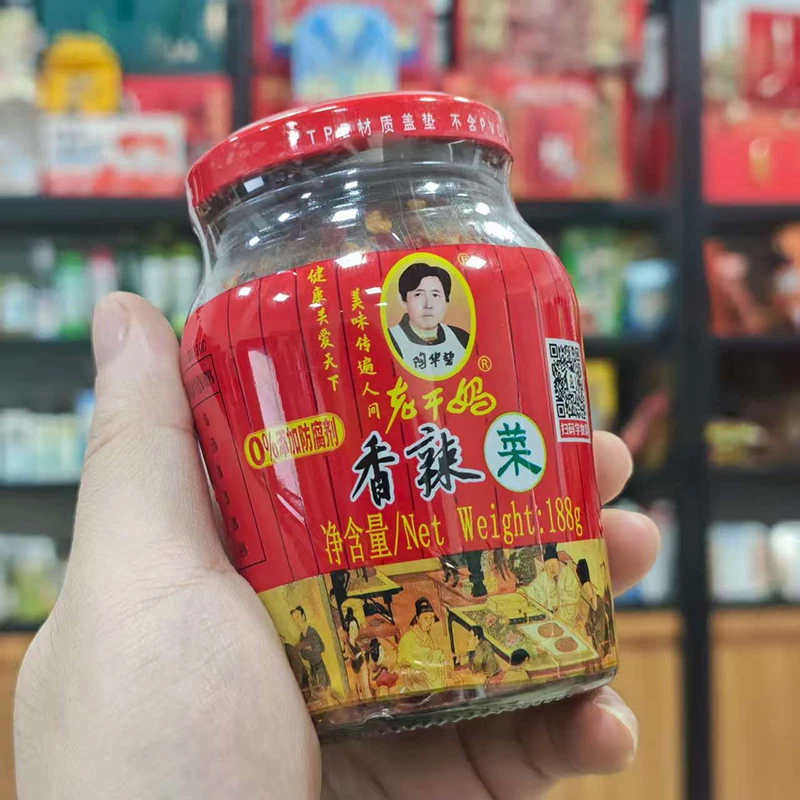 TPE材质盖垫 不含PVC
健康关爱天下
美味传遍人间
陶华碧
®
老干妈®
0%添加防腐剂
香辣菜
净含量/Net Weight:188g